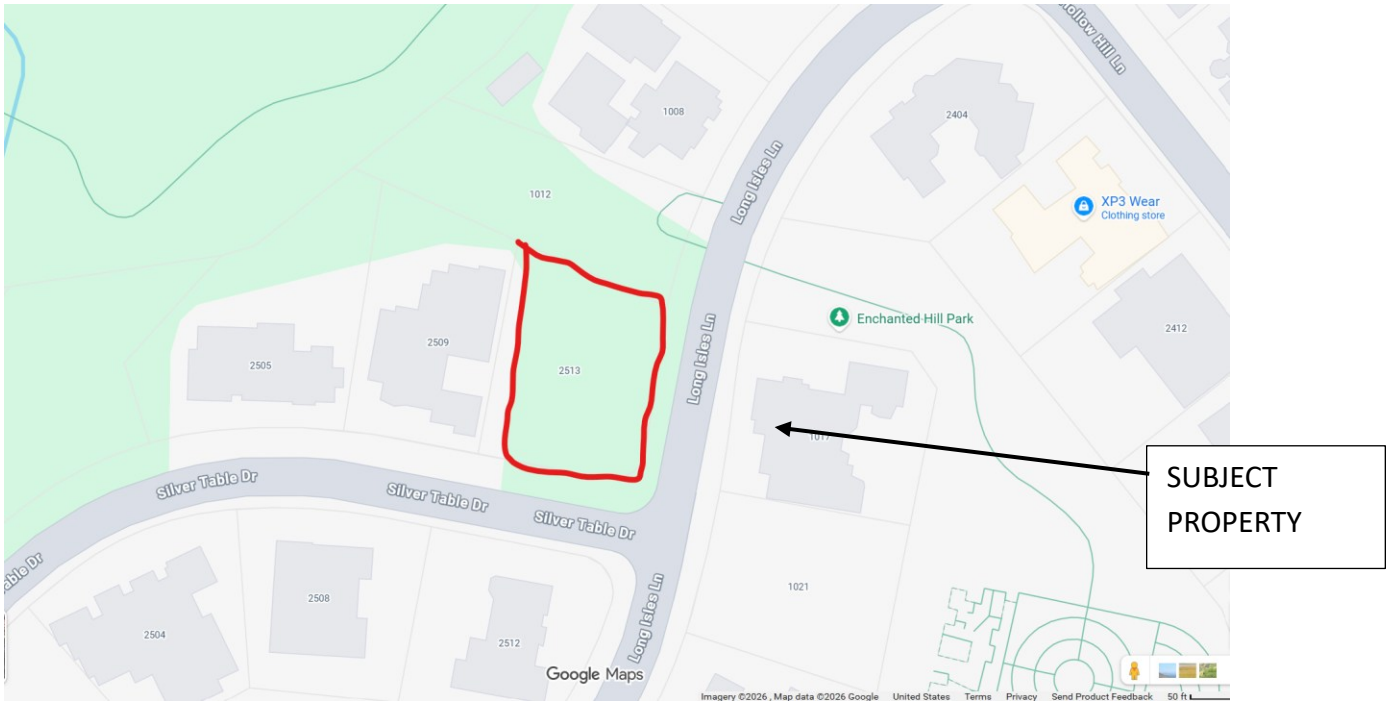 hollow Hill Ln
1008
2404
Long Isles Ln
XP3 Wear
Clothing store
1012
Enchanted Hill Park
2412
Long Isles Ln
2509
2505
2513
1017
SUBJECT
PROPERTY
Silver Table Dr
Silver Table Dr
Silver Table Dr
able Dr
1021
2508
Long Isles Ln
2504
2512
Google Maps
Imagery ©2026 , Map data ©2026 Google United States Terms Privacy Send Product Feedback 50 ft